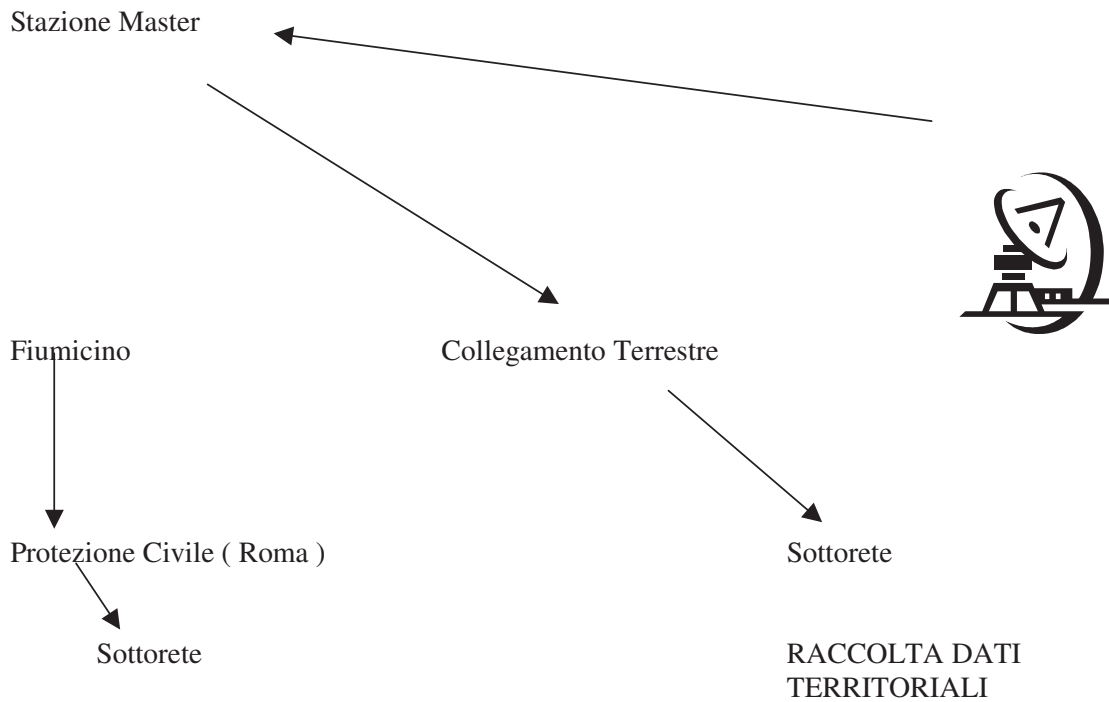 Stazione Master
Fiumicino
Collegamento Terrestre
Protezione Civile ( Roma )
Sottorete
Sottorete
RACCOLTA DATI
TERRITORIALI